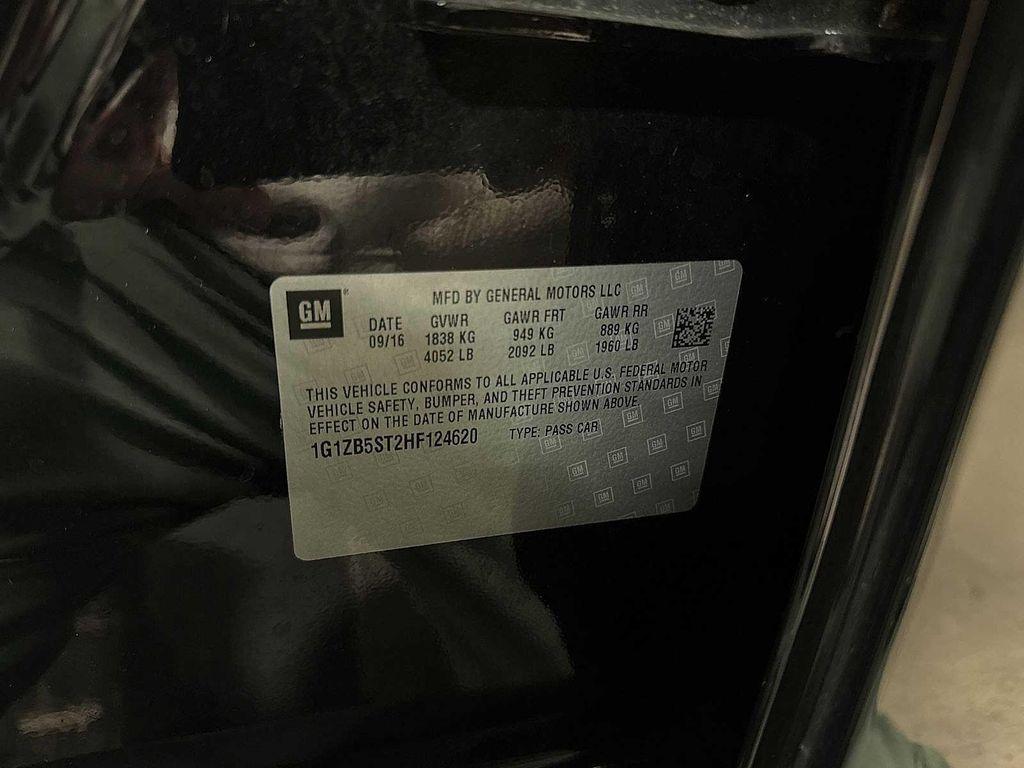 GM
MFD BY GENERAL MOTORS LLC
DATE GVWR GAWR FRT GAWR RR
09/16 1838 KG 949 KG 889 KG
4052 LB 2092 LB 1960 LB
THIS VEHICLE CONFORMS TO ALL APPLICABLE U.S. FEDERAL MOTOR
VEHICLE SAFETY, BUMPER, AND THEFT PREVENTION STANDARDS IN
EFFECT ON THE DATE OF MANUFACTURE SHOWN ABOVE.
1G1ZB5ST2HF124620 TYPE: PASS CAR